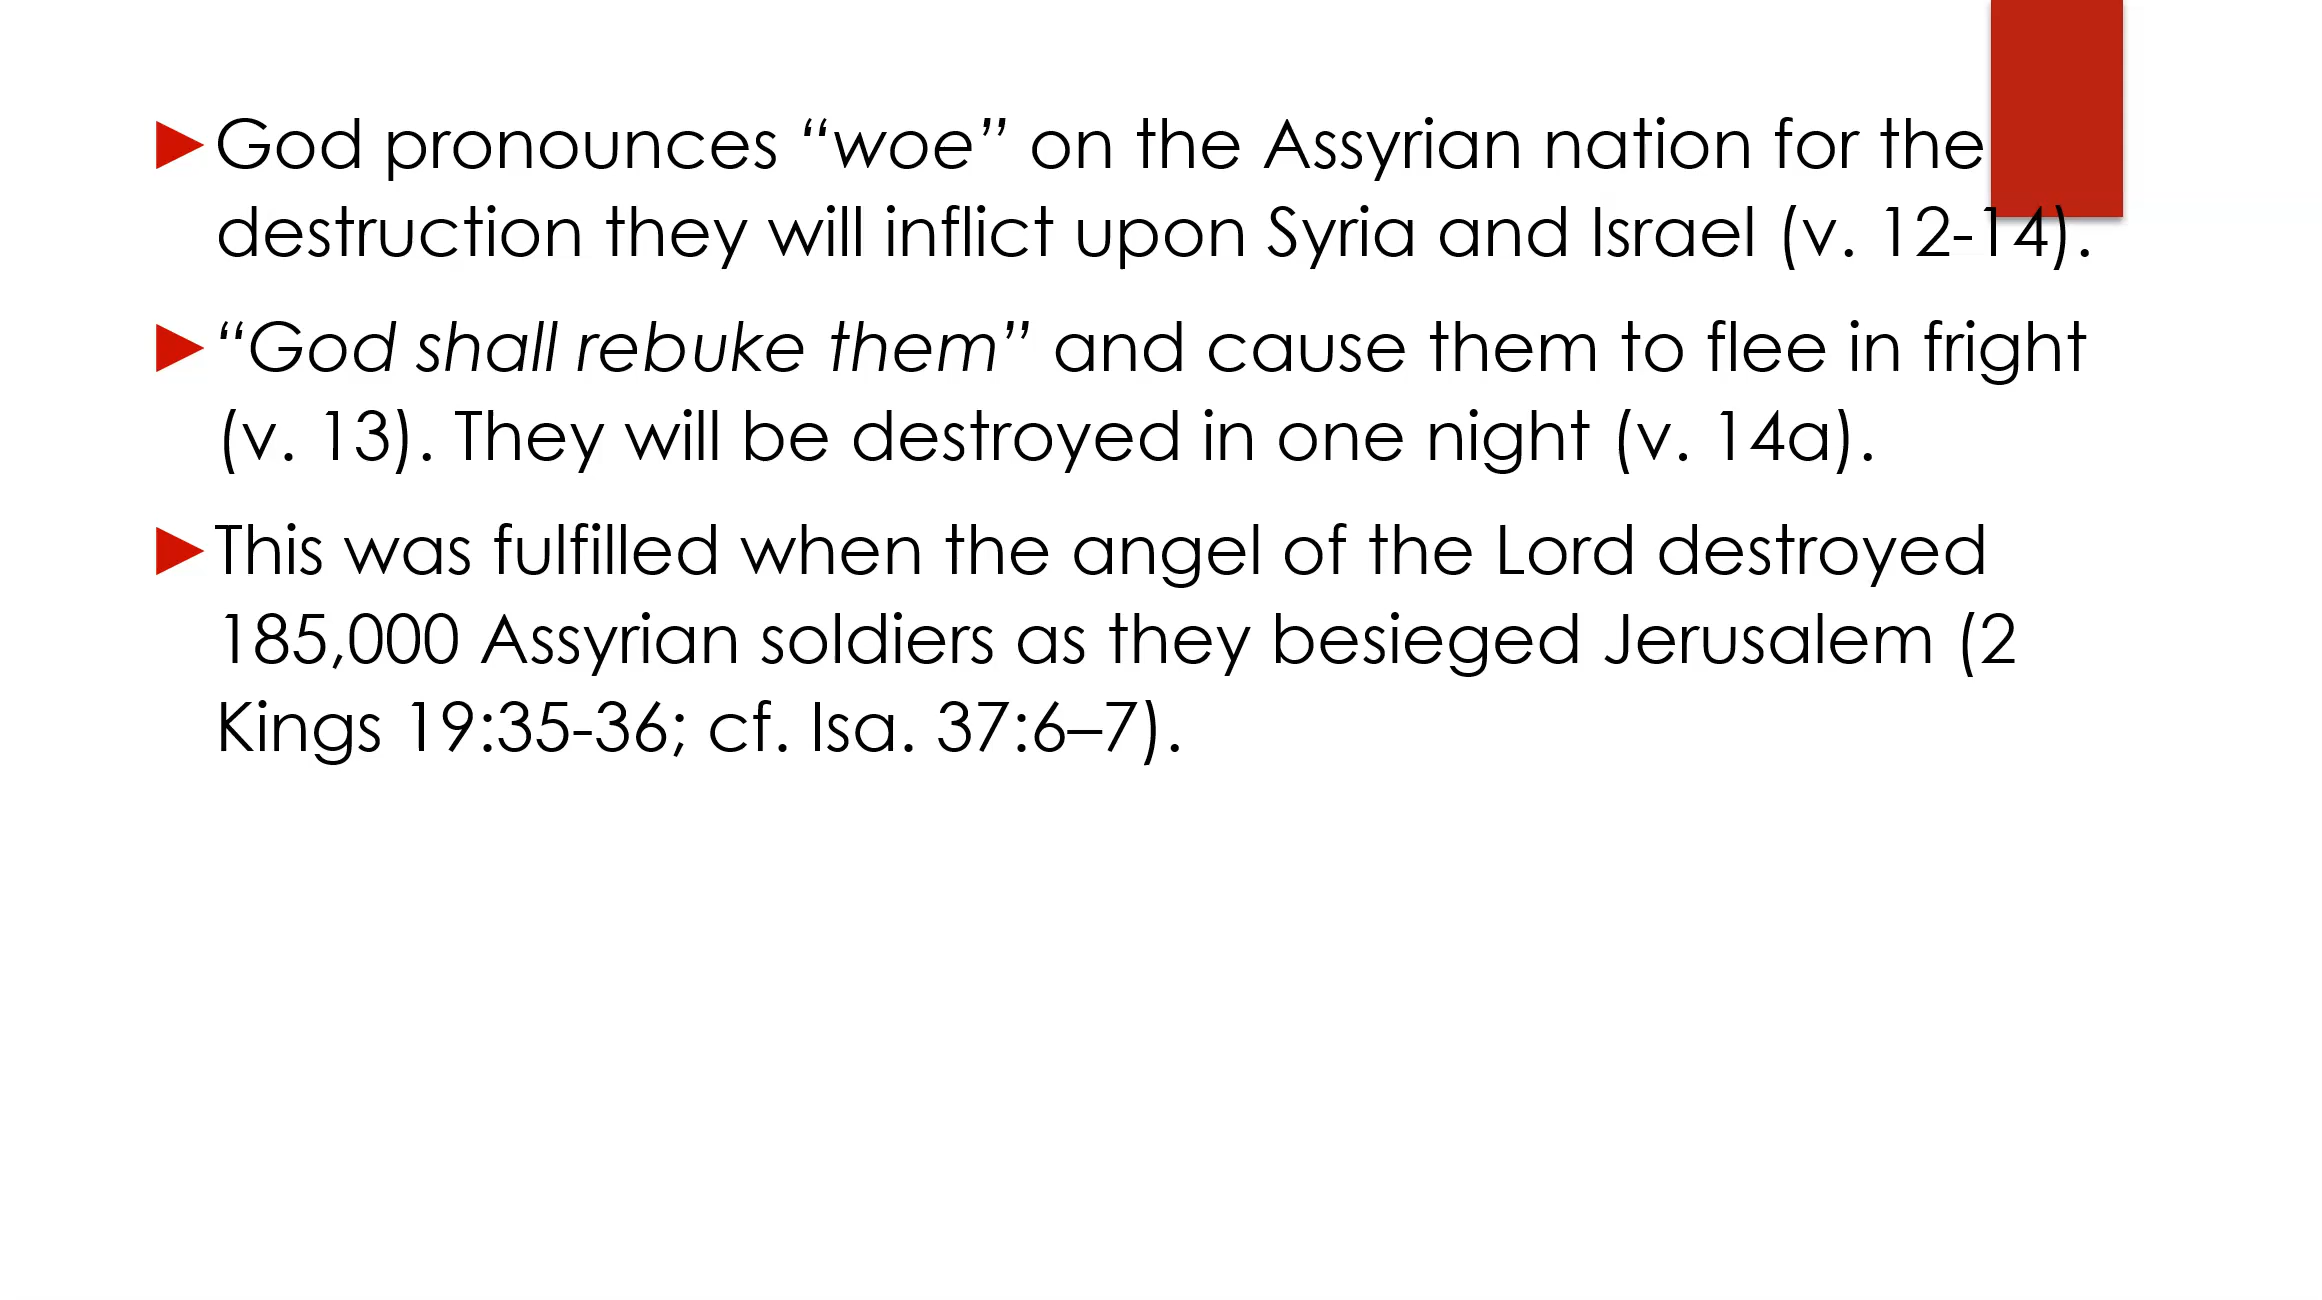 ►God pronounces “woe” on the Assyrian nation for the
destruction they will inflict upon Syria and Israel (v. 12-14).
►“God shall rebuke them” and cause them to flee in fright
(v. 13). They will be destroyed in one night (v. 14a).
►This was fulfilled when the angel of the Lord destroyed
185,000 Assyrian soldiers as they besieged Jerusalem (2
Kings 19:35-36; cf. Isa. 37:6–7).